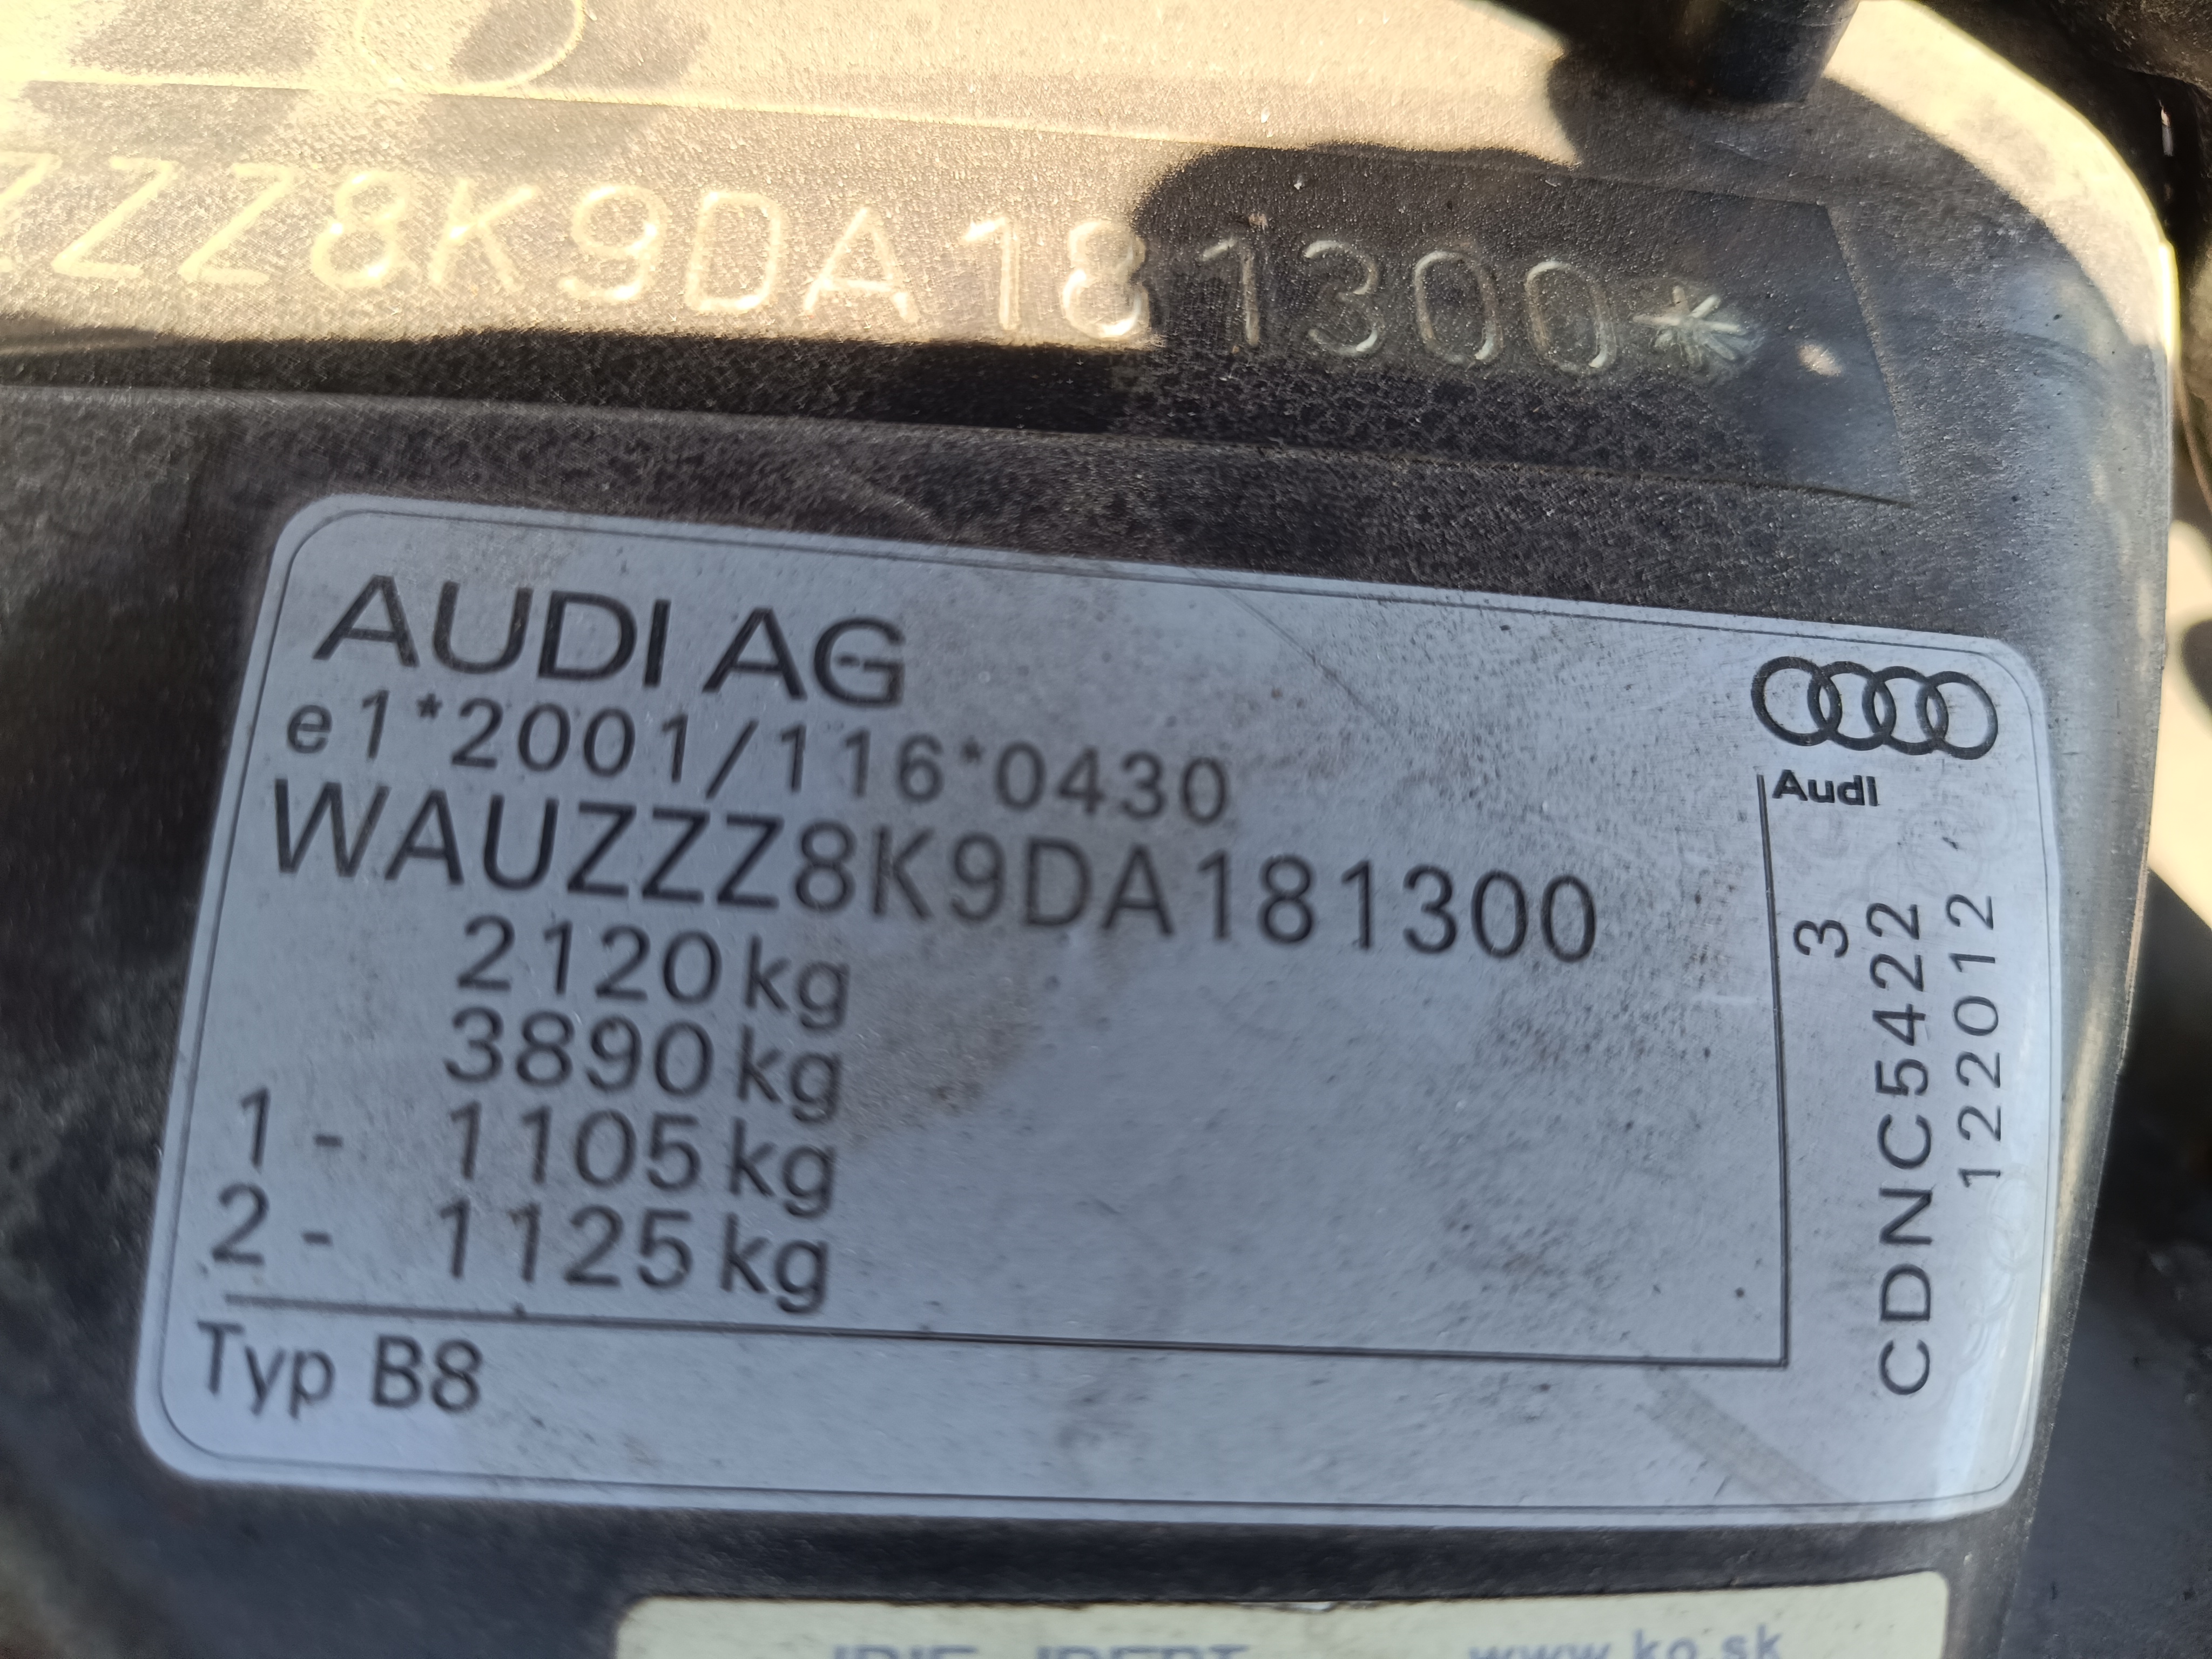 ZZZ8K9DA181300*
AUDI AG
e1*2001/116*0430
WAUZZZ8K9DA181300
2120 kg
3890 kg
1 - 1105 kg
2 - 1125 kg
Typ B8
Audi
3
CDNC5422
122012
www.ko.sk